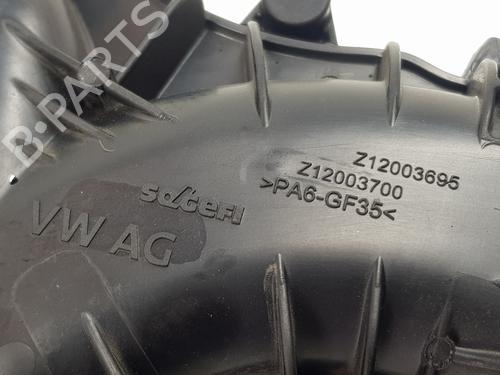 B-PARTS
Z12003695
Z12003700
>PA6-GF35<
sogefi
VW AG